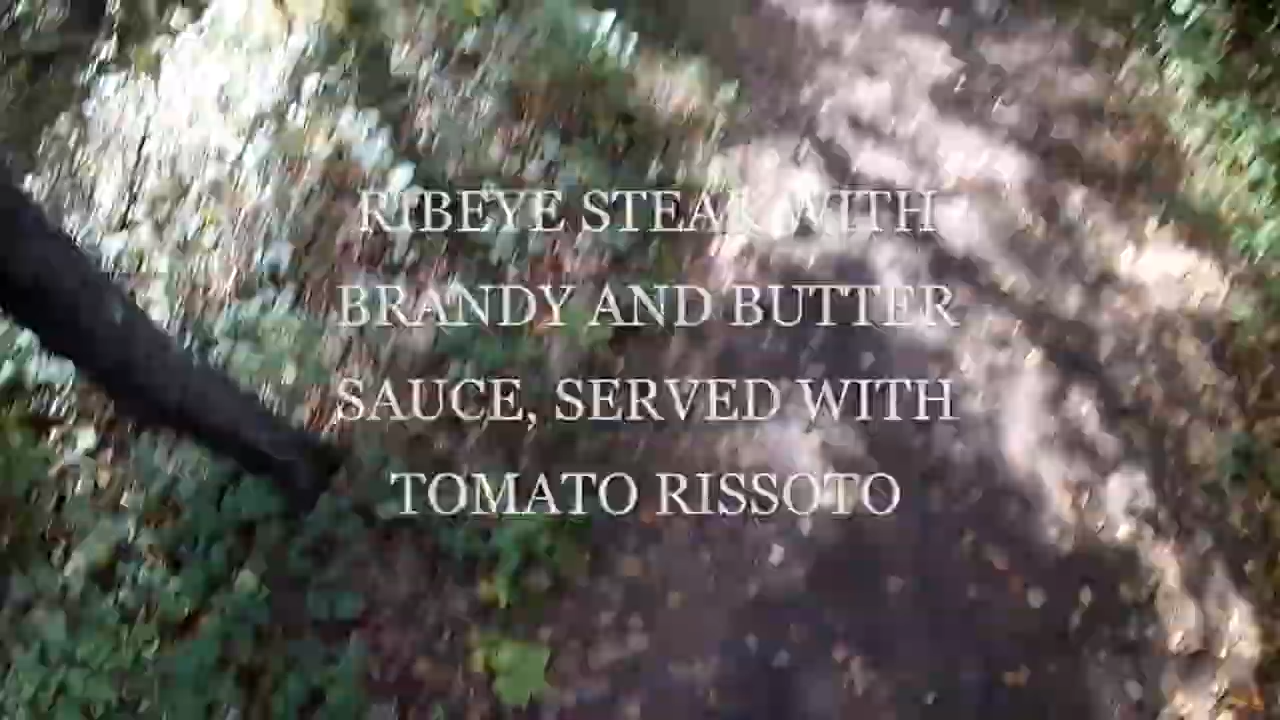 RIBEYE STEAK WITH
BRANDY AND BUTTER
SAUCE, SERVED WITH
TOMATO RISSOTO